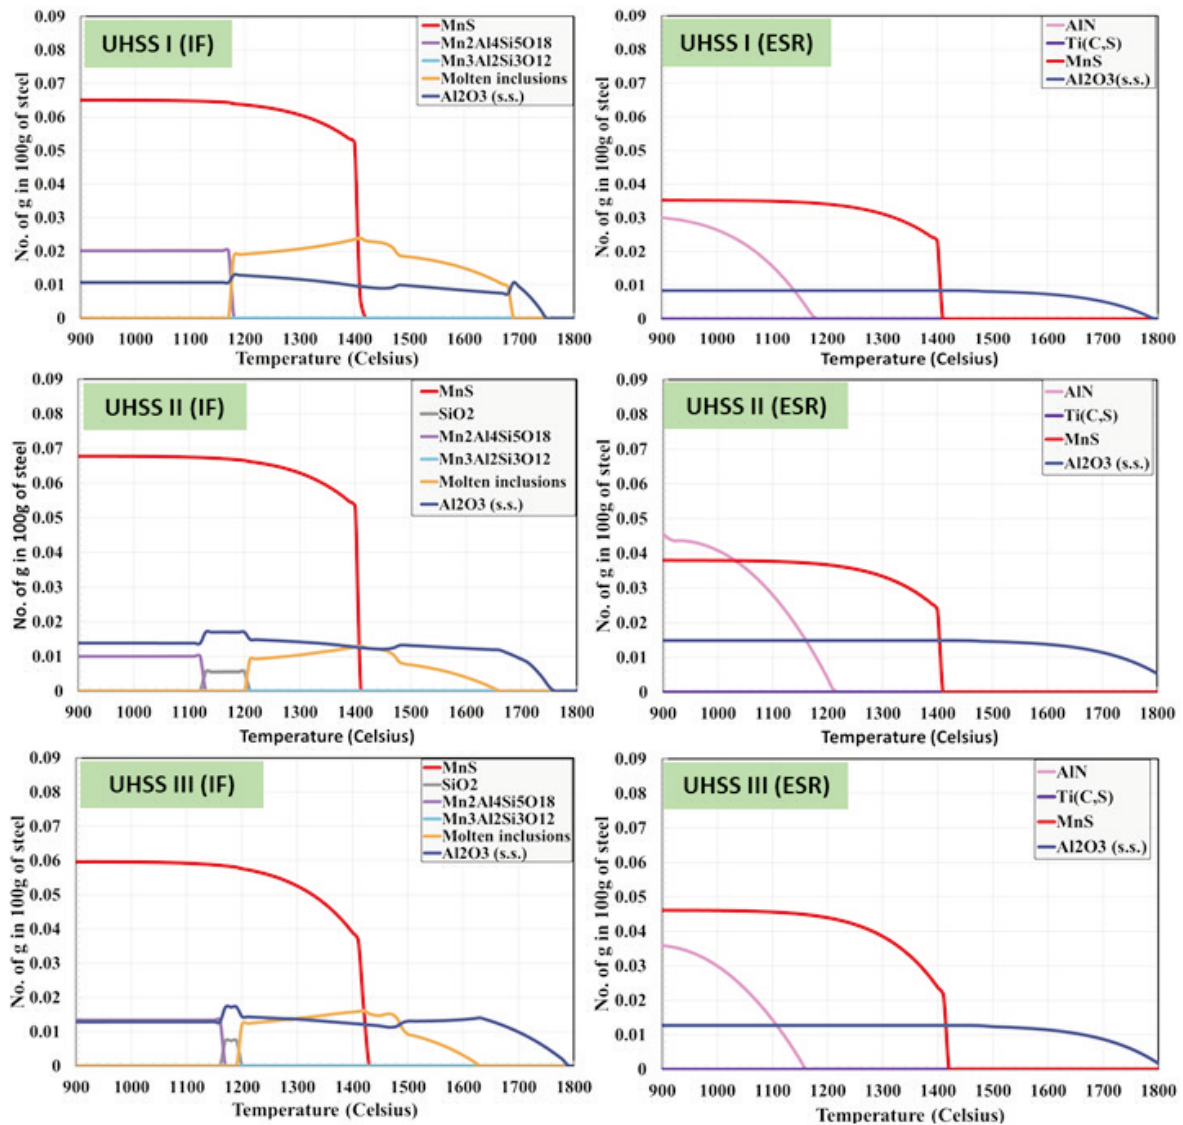 UHSS I (IF)
MnS
Mn2Al4Si5O18
Mn3Al2Si3O12
Molten inclusions
Al2O3 (s.s.)
No. of g in 100g of steel
0.09
0.08
0.07
0.06
0.05
0.04
0.03
0.02
0.01
0
900 1000 1100 1200 1300 1400 1500 1600 1700 1800
Temperature (Celsius)
UHSS I (ESR)
AlN
Ti(C,S)
MnS
Al2O3(s.s.)
No. of g in 100g of steel
0.09
0.08
0.07
0.06
0.05
0.04
0.03
0.02
0.01
0
900 1000 1100 1200 1300 1400 1500 1600 1700 1800
Temperature (Celsius)
UHSS II (IF)
MnS
SiO2
Mn2Al4Si5O18
Mn3Al2Si3O12
Molten inclusions
Al2O3 (s.s.)
No. of g in 100g of steel
0.09
0.08
0.07
0.06
0.05
0.04
0.03
0.02
0.01
0
900 1000 1100 1200 1300 1400 1500 1600 1700 1800
Temperature (Celsius)
UHSS II (ESR)
AlN
Ti(C,S)
MnS
Al2O3 (s.s.)
No. of g in 100g of steel
0.09
0.08
0.07
0.06
0.05
0.04
0.03
0.02
0.01
0
900 1000 1100 1200 1300 1400 1500 1600 1700 1800
Temperature (Celsius)
UHSS III (IF)
MnS
SiO2
Mn2Al4Si5O18
Mn3Al2Si3O12
Molten inclusions
Al2O3 (s.s.)
No. of g in 100g of steel
0.09
0.08
0.07
0.06
0.05
0.04
0.03
0.02
0.01
0
900 1000 1100 1200 1300 1400 1500 1600 1700 1800
Temperature (Celsius)
UHSS III (ESR)
AlN
Ti(C,S)
MnS
Al2O3 (s.s.)
No. of g in 100g of steel
0.09
0.08
0.07
0.06
0.05
0.04
0.03
0.02
0.01
0
900 1000 1100 1200 1300 1400 1500 1600 1700 1800
Temperature (Celsius)